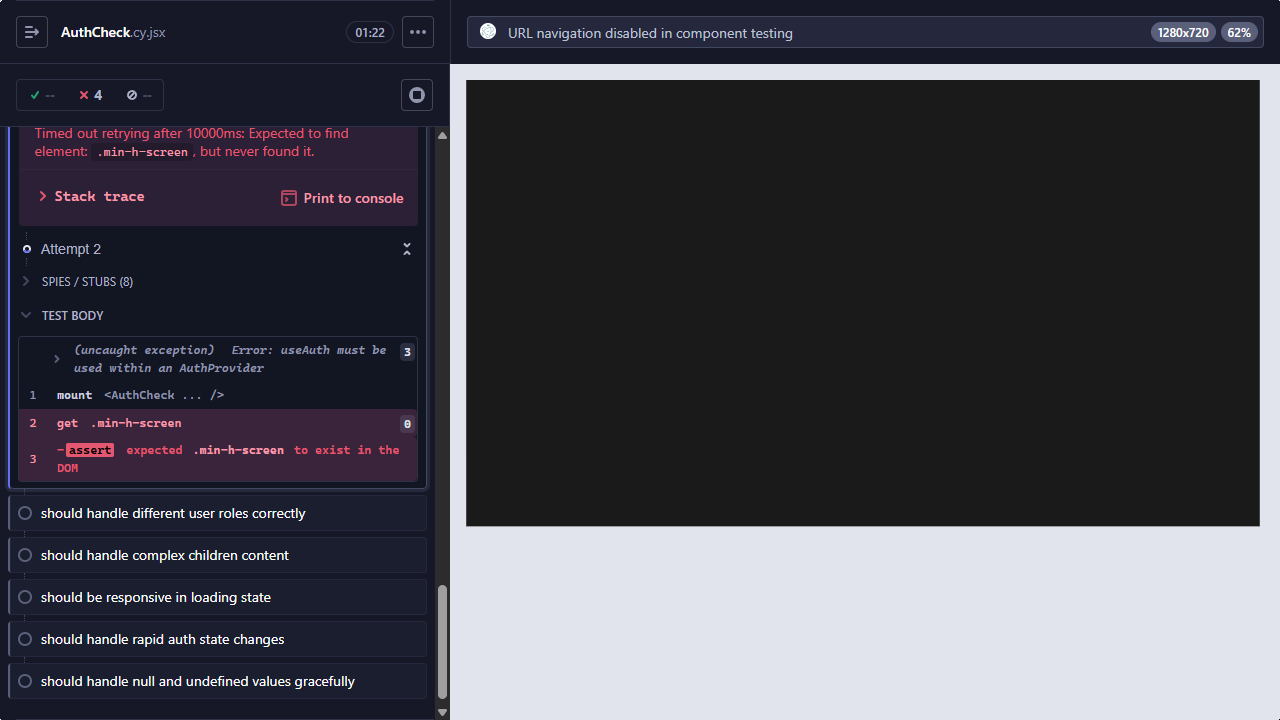 AuthCheck.cy.jsx
01:22
URL navigation disabled in component testing
1280x720
62%
--
4
--
Timed out retrying after 10000ms: Expected to find
element: .min-h-screen, but never found it.
Stack trace
Print to console
Attempt 2
SPIES / STUBS (8)
TEST BODY
(uncaught exception) Error: useAuth must be
used within an AuthProvider
3
1 mount <AuthCheck ... />
2 get .min-h-screen 0
3 -assert expected .min-h-screen to exist in the
DOM
should handle different user roles correctly
should handle complex children content
should be responsive in loading state
should handle rapid auth state changes
should handle null and undefined values gracefully